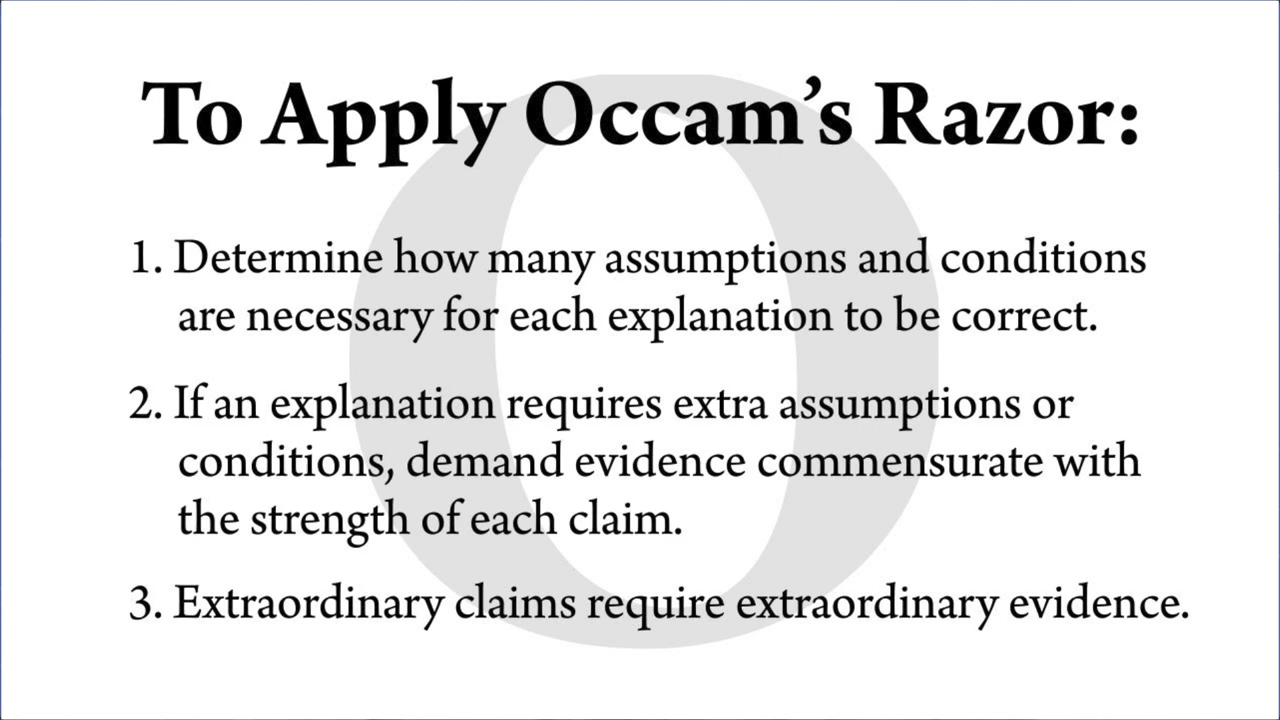 To Apply Occam’s Razor:
1. Determine how many assumptions and conditions
are necessary for each explanation to be correct.
2. If an explanation requires extra assumptions or
conditions, demand evidence commensurate with
the strength of each claim.
3. Extraordinary claims require extraordinary evidence.